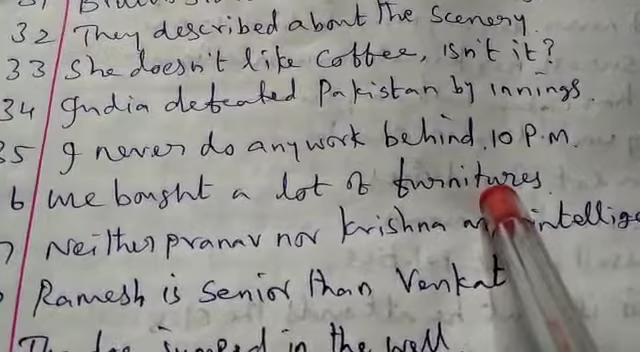 32 They described about the scenery.
33 She doesn't like coffee, isn't it?
34 India defeated Pakistan by innings.
35 I never do any work behind 10 P.M.
6 We bought a lot of furnitures.
7 Neither Pranav nor Krishna
Ramesh is senior than Venkat
jumped in the well